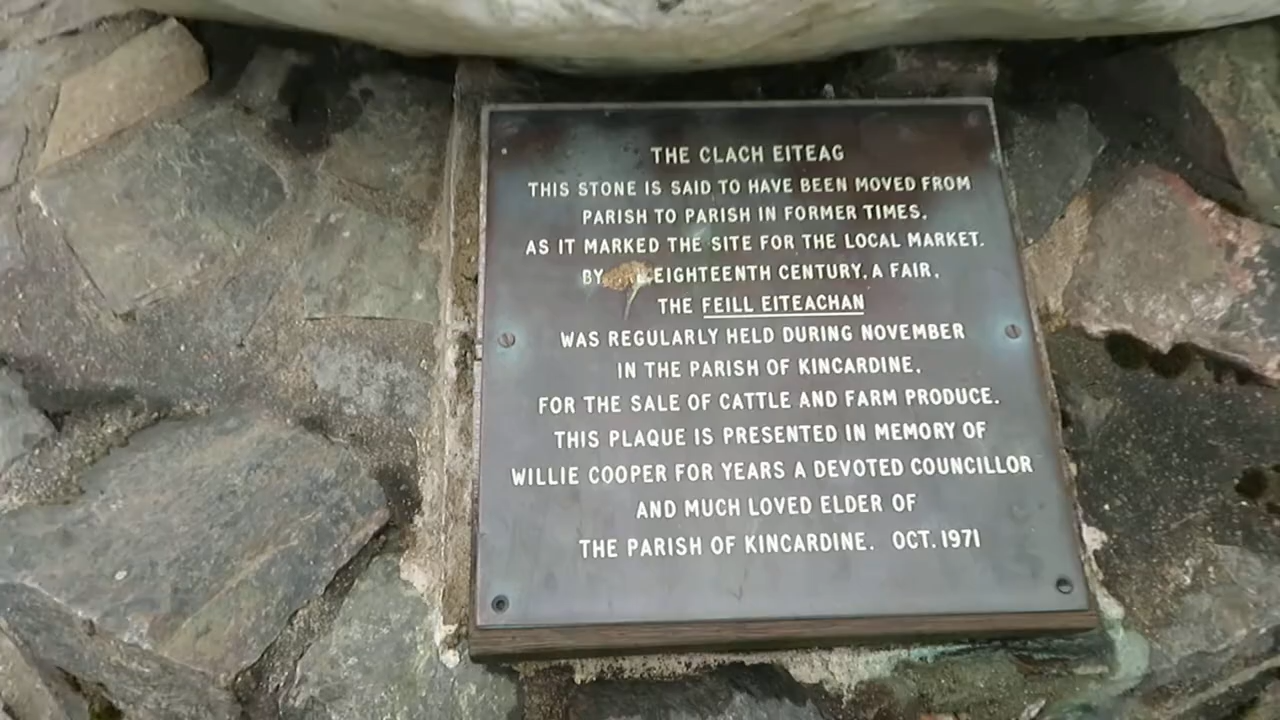 THE CLACH EITEAG
THIS STONE IS SAID TO HAVE BEEN MOVED FROM
PARISH TO PARISH IN FORMER TIMES,
AS IT MARKED THE SITE FOR THE LOCAL MARKET.
BY EIGHTEENTH CENTURY, A FAIR,
THE FEILL EITEACHAN
WAS REGULARLY HELD DURING NOVEMBER
IN THE PARISH OF KINCARDINE,
FOR THE SALE OF CATTLE AND FARM PRODUCE.
THIS PLAQUE IS PRESENTED IN MEMORY OF
WILLIE COOPER FOR YEARS A DEVOTED COUNCILLOR
AND MUCH LOVED ELDER OF
THE PARISH OF KINCARDINE. OCT. 1971